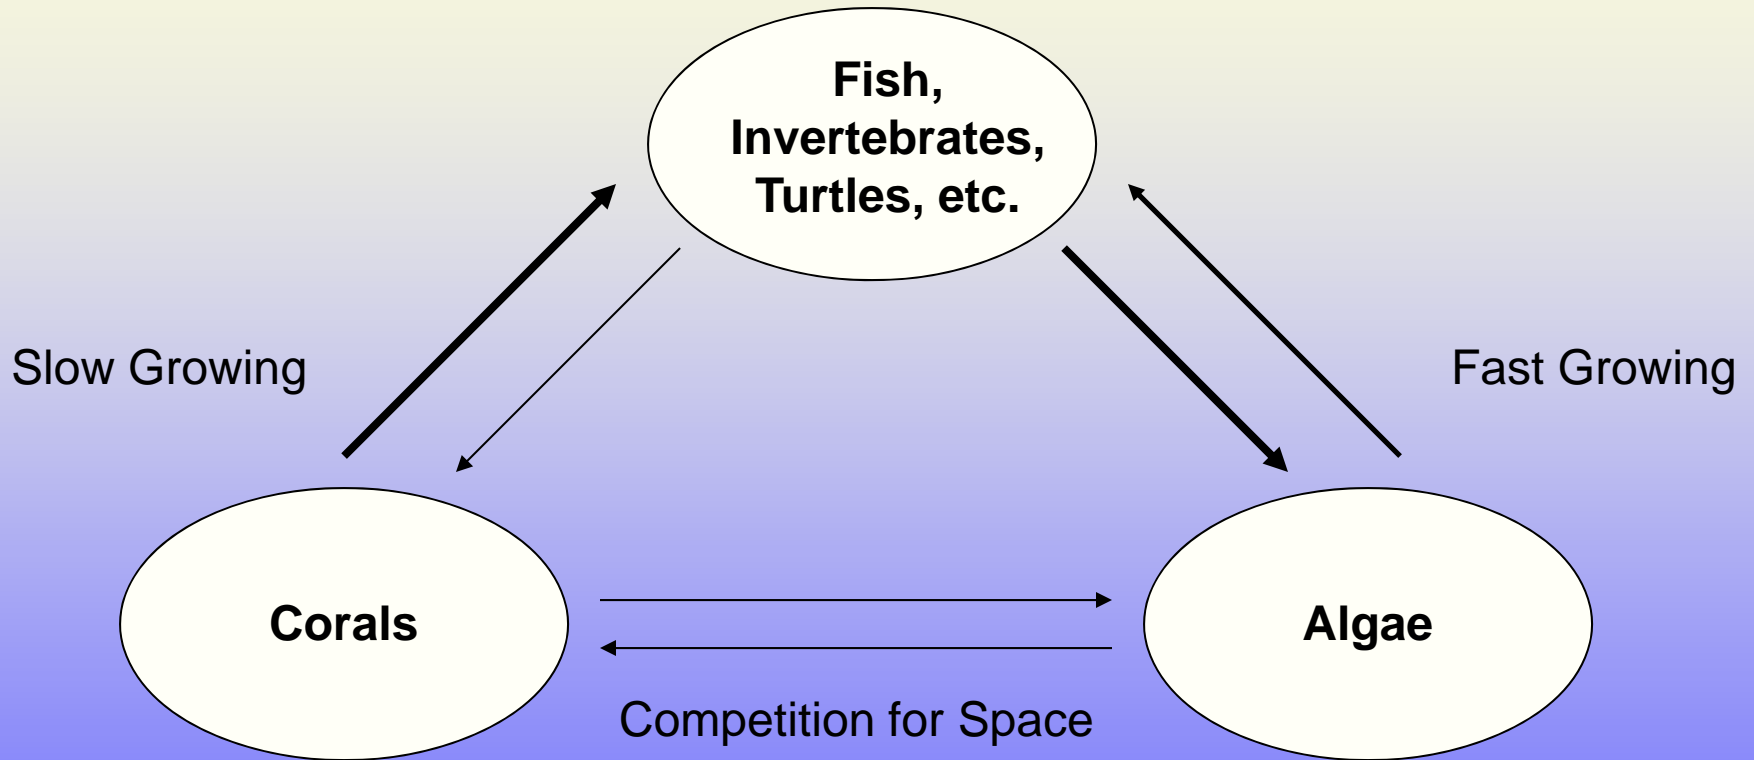 Fish,
Invertebrates,
Turtles, etc.
Slow Growing
Fast Growing
Corals
Algae
Competition for Space